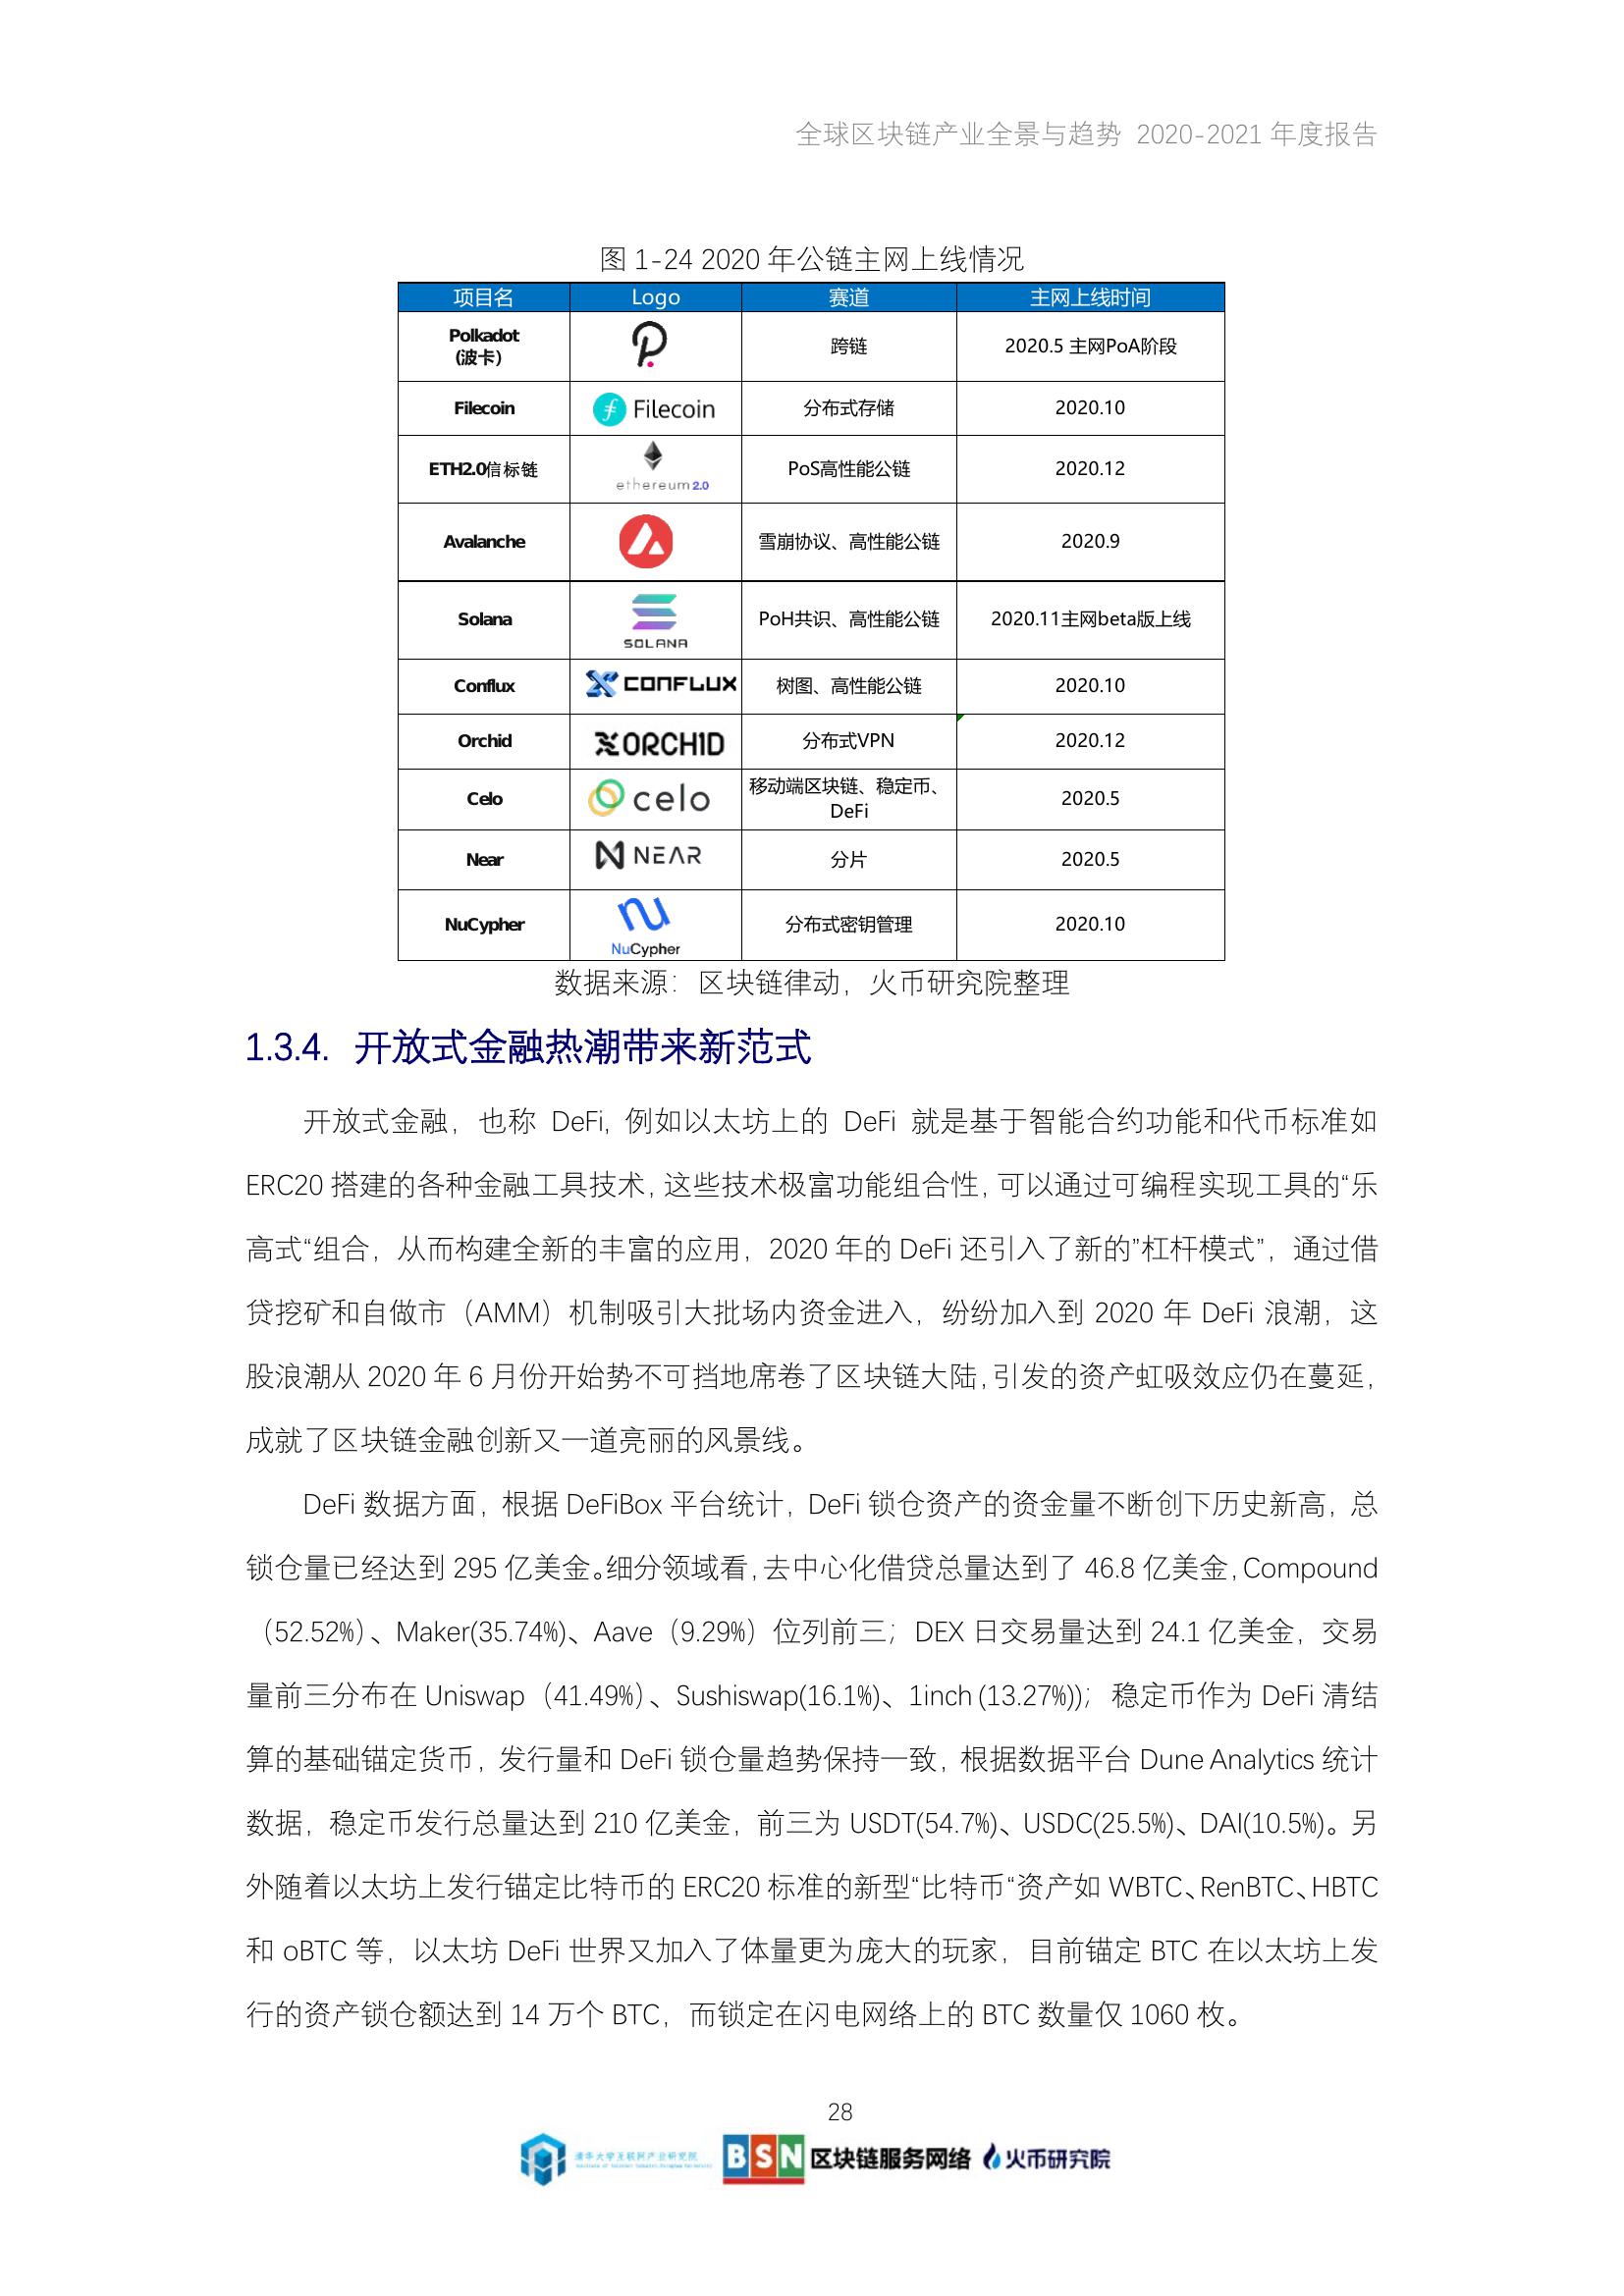 全球区块链产业全景与趋势 2020-2021 年度报告
图 1-24 2020 年公链主网上线情况
项目名 Logo 赛道 主网上线时间
Polkadot
(波卡） 跨链 2020.5 主网PoA阶段
Filecoin Filecoin 分布式存储 2020.10
ETH2.0信标链 ethereum 2.0 PoS高性能公链 2020.12
Avalanche 雪崩协议、高性能公链 2020.9
Solana SOLANA PoH共识、高性能公链 2020.11主网beta版上线
Conflux CONFLUX 树图、高性能公链 2020.10
Orchid ORCHID 分布式VPN 2020.12
Celo celo 移动端区块链、稳定币、
DeFi 2020.5
Near NEAR 分片 2020.5
NuCypher NuCypher 分布式密钥管理 2020.10
数据来源：区块链律动，火币研究院整理
1.3.4. 开放式金融热潮带来新范式
开放式金融，也称 DeFi, 例如以太坊上的 DeFi 就是基于智能合约功能和代币标准如
ERC20 搭建的各种金融工具技术，这些技术极富功能组合性，可以通过可编程实现工具的“乐
高式“组合，从而构建全新的丰富的应用，2020 年的 DeFi 还引入了新的”杠杆模式”，通过借
贷挖矿和自做市（AMM）机制吸引大批场内资金进入，纷纷加入到 2020 年 DeFi 浪潮，这
股浪潮从 2020 年 6 月份开始势不可挡地席卷了区块链大陆，引发的资产虹吸效应仍在蔓延，
成就了区块链金融创新又一道亮丽的风景线。
DeFi 数据方面，根据 DeFiBox 平台统计，DeFi 锁仓资产的资金量不断创下历史新高，总
锁仓量已经达到 295 亿美金。细分领域看，去中心化借贷总量达到了 46.8 亿美金，Compound
（52.52%）、Maker(35.74%)、Aave（9.29%）位列前三；DEX 日交易量达到 24.1 亿美金，交易
量前三分布在 Uniswap（41.49%）、Sushiswap(16.1%)、1inch (13.27%))；稳定币作为 DeFi 清结
算的基础锚定货币，发行量和 DeFi 锁仓量趋势保持一致，根据数据平台 Dune Analytics 统计
数据，稳定币发行总量达到 210 亿美金，前三为 USDT(54.7%)、USDC(25.5%)、DAI(10.5%)。另
外随着以太坊上发行锚定比特币的 ERC20 标准的新型“比特币“资产如 WBTC、RenBTC、HBTC
和 oBTC 等，以太坊 DeFi 世界又加入了体量更为庞大的玩家，目前锚定 BTC 在以太坊上发
行的资产锁仓额达到 14 万个 BTC，而锁定在闪电网络上的 BTC 数量仅 1060 枚。
28
清华大学互联网产业研究院 BSN 区块链服务网络 火币研究院